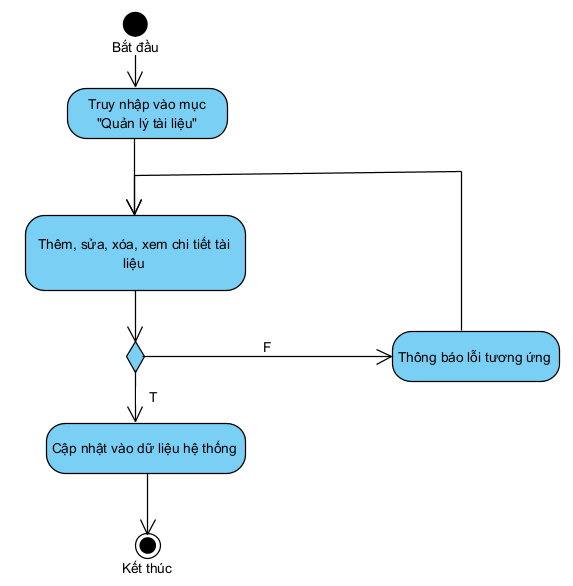 Bắt đầu
Truy nhập vào mục
"Quản lý tài liệu"
Thêm, sửa, xóa, xem chi tiết tài
liệu
F
Thông báo lỗi tương ứng
T
Cập nhật vào dữ liệu hệ thống
Kết thúc